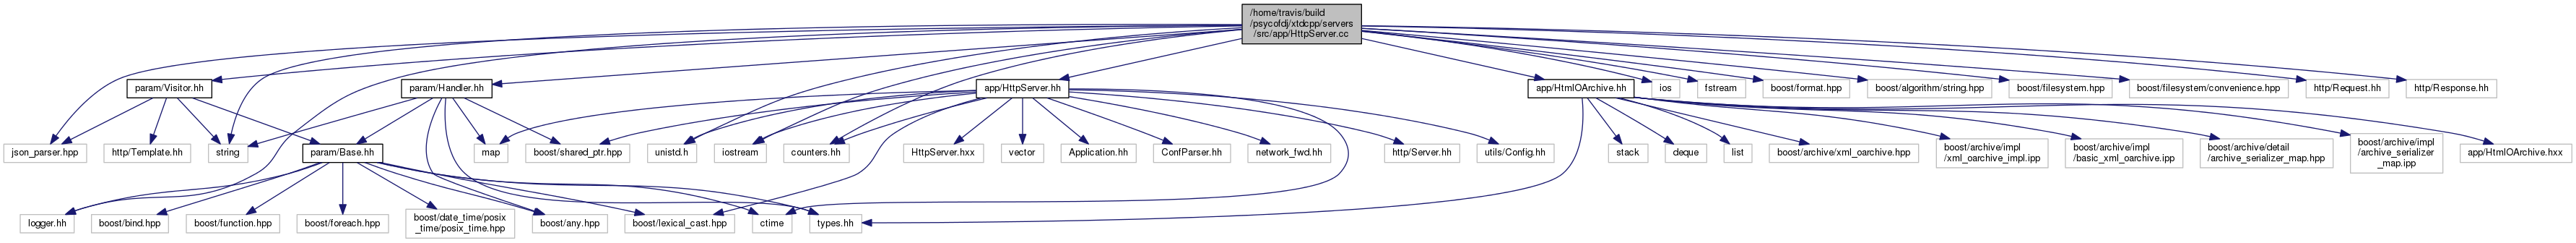 /home/travis/build
/psycofdj/xtdcpp/servers
/src/app/HttpServer.cc
param/Visitor.hh
param/Handler.hh
app/HttpServer.hh
app/HtmlOArchive.hh
ios
fstream
boost/format.hpp
boost/algorithm/string.hpp
boost/filesystem.hpp
boost/filesystem/convenience.hpp
http/Request.hh
http/Response.hh
json_parser.hpp
http/Template.hh
string
param/Base.hh
map
boost/shared_ptr.hpp
unistd.h
iostream
counters.hh
HttpServer.hxx
vector
Application.hh
ConfParser.hh
network_fwd.hh
http/Server.hh
utils/Config.hh
stack
deque
list
boost/archive/xml_oarchive.hpp
boost/archive/impl
/xml_oarchive_impl.ipp
boost/archive/impl
/basic_xml_oarchive.ipp
boost/archive/detail
/archive_serializer_map.hpp
boost/archive/impl
/archive_serializer
_map.ipp
app/HtmlOArchive.hxx
logger.hh
boost/bind.hpp
boost/function.hpp
boost/foreach.hpp
boost/date_time/posix
_time/posix_time.hpp
boost/any.hpp
boost/lexical_cast.hpp
ctime
types.hh